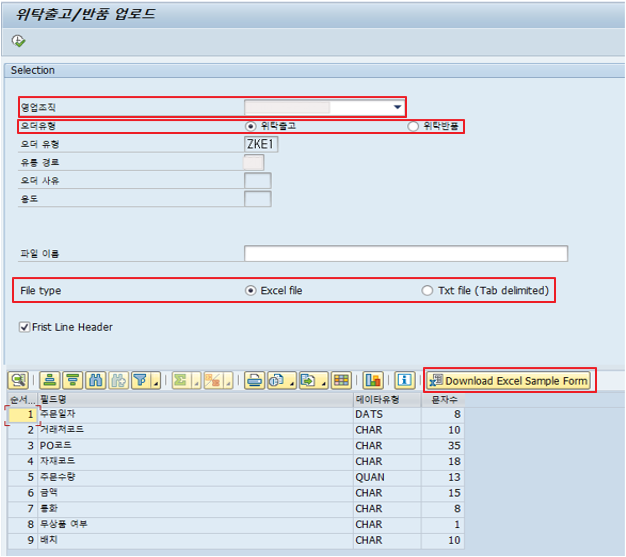 위탁출고/반품 업로드
Selection
영업조직
오더유형 위탁출고 위탁반품
오더 유형 ZKE1
유통 경로
오더 사유
용도
파일 이름
File type Excel file Txt file (Tab delimited)
Frist Line Header
Download Excel Sample Form
순서... 필드명 데이타유형 문자수
1 주문일자 DATS 8
2 거래처코드 CHAR 10
3 PO코드 CHAR 35
4 자재코드 CHAR 18
5 주문수량 QUAN 13
6 금액 CHAR 15
7 통화 CHAR 8
8 무상품 여부 CHAR 1
9 배치 CHAR 10